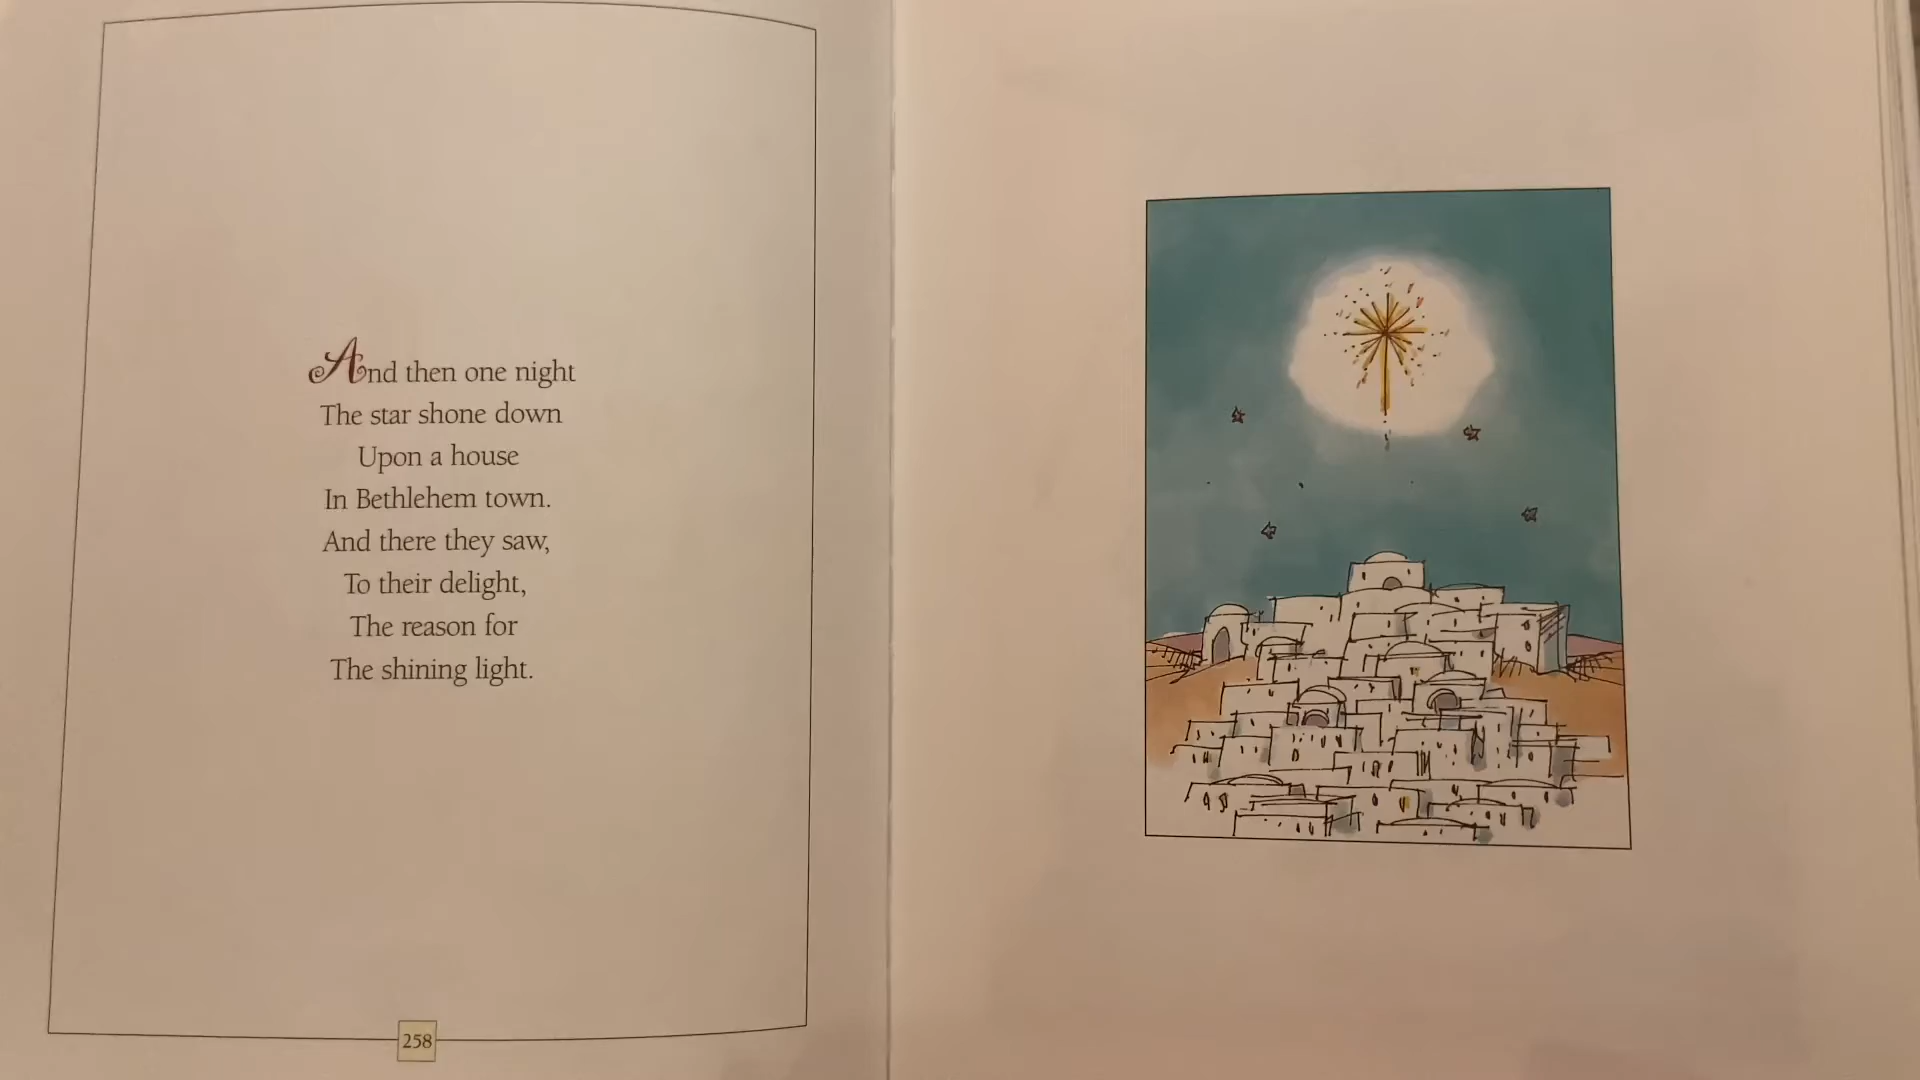 And then one night
The star shone down
Upon a house
In Bethlehem town.
And there they saw,
To their delight,
The reason for
The shining light.
258